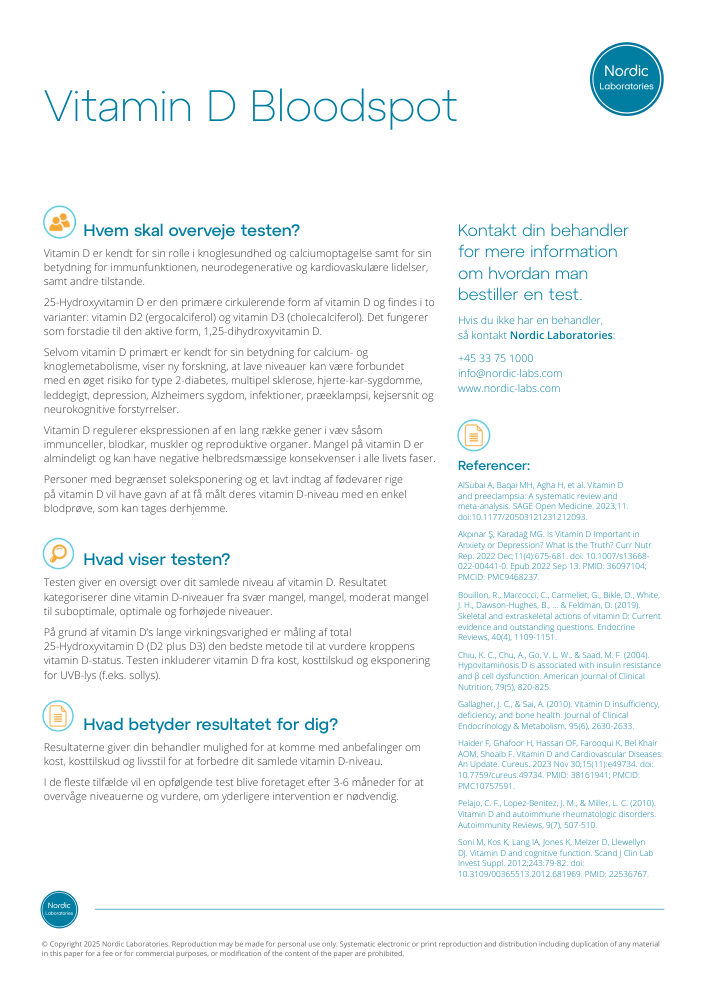 Nordic
Laboratories
Vitamin D Bloodspot
Hvem skal overveje testen?
Vitamin D er kendt for sin rolle i knoglesundhed og calciumoptagelse samt for sin
betydning for immunfunktionen, neurodegenerative og kardiovaskulære lidelser,
samt andre tilstande.
25-Hydroxyvitamin D er den primære cirkulerende form af vitamin D og findes i to
varianter: vitamin D2 (ergocalciferol) og vitamin D3 (cholecalciferol). Det fungerer
som forstadie til den aktive form, 1,25-dihydroxyvitamin D.
Selvom vitamin D primært er kendt for sin betydning for calcium- og
knoglemetabolisme, viser ny forskning, at lave niveauer kan være forbundet
med en øget risiko for type 2-diabetes, multipel sklerose, hjerte-kar-sygdomme,
leddegigt, depression, Alzheimers sygdom, infektioner, præeklampsi, kejsersnit og
neurokognitive forstyrrelser.
Vitamin D regulerer ekspressionen af en lang række gener i væv såsom
immunceller, blodkar, muskler og reproduktive organer. Mangel på vitamin D er
almindeligt og kan have negative helbredsmæssige konsekvenser i alle livets faser.
Personer med begrænset soleksponering og et lavt indtag af fødevarer rige
på vitamin D vil have gavn af at få målt deres vitamin D-niveau med en enkel
blodprøve, som kan tages derhjemme.
Hvad viser testen?
Testen giver en oversigt over dit samlede niveau af vitamin D. Resultatet
kategoriserer dine vitamin D-niveauer fra svær mangel, mangel, moderat mangel
til suboptimale, optimale og forhøjede niveauer.
På grund af vitamin D's lange virkningsvarighed er måling af total
25-Hydroxyvitamin D (D2 plus D3) den bedste metode til at vurdere kroppens
vitamin D-status. Testen inkluderer vitamin D fra kost, kosttilskud og eksponering
for UVB-lys (f.eks. sollys).
Hvad betyder resultatet for dig?
Resultaterne giver din behandler mulighed for at komme med anbefalinger om
kost, kosttilskud og livsstil for at forbedre dit samlede vitamin D-niveau.
I de fleste tilfælde vil en opfølgende test blive foretaget efter 3-6 måneder for at
overvåge niveauerne og vurdere, om yderligere intervention er nødvendig.
Kontakt din behandler
for mere information
om hvordan man
bestiller en test.
Hvis du ikke har en behandler,
så kontakt Nordic Laboratories:
+45 33 75 1000
info@nordic-labs.com
www.nordic-labs.com
Referencer:
AlSubai A, Baqai MH, Agha H, et al. Vitamin D
and preeclampsia: A systematic review and
meta-analysis. SAGE Open Medicine. 2023;11.
doi:10.1177/20503121231212093.
Akpınar Ş, Karadağ MG. Is Vitamin D Important in
Anxiety or Depression? What Is the Truth? Curr Nutr
Rep. 2022 Dec;11(4):675-681. doi: 10.1007/s13668-
022-00441-0. Epub 2022 Sep 13. PMID: 36097104;
PMCID: PMC9468237.
Bouillon, R., Marcocci, C., Carmeliet, G., Bikle, D., White,
J. H., Dawson-Hughes, B., ... & Feldman, D. (2019).
Skeletal and extraskeletal actions of vitamin D: Current
evidence and outstanding questions. Endocrine
Reviews, 40(4), 1109-1151.
Chiu, K. C., Chu, A., Go, V. L. W., & Saad, M. F. (2004).
Hypovitaminosis D is associated with insulin resistance
and β cell dysfunction. American Journal of Clinical
Nutrition, 79(5), 820-825.
Gallagher, J. C., & Sai, A. (2010). Vitamin D insufficiency,
deficiency, and bone health. Journal of Clinical
Endocrinology & Metabolism. 95(6), 2630-2633.
Haider F, Ghafoor H, Hassan OF, Farooqui K, Bel Khair
AOM, Shoaib F. Vitamin D and Cardiovascular Diseases:
An Update. Cureus. 2023 Nov 30;15(11):e49734. doi:
10.7759/cureus.49734. PMID: 38161941; PMCID:
PMC10757591.
Pelajo, C. F., Lopez-Benitez, J. M., & Miller, L. C. (2010).
Vitamin D and autoimmune rheumatologic disorders.
Autoimmunity Reviews, 9(7), 507-510.
Soni M, Kos K, Lang IA, Jones K, Melzer D, Llewellyn
DJ. Vitamin D and cognitive function. Scand J Clin Lab
Invest Suppl. 2012;243:79-82. doi:
10.3109/00365513.2012.681969. PMID: 22536767.
Nordic
Laboratories
© Copyright 2025 Nordic Laboratories. Reproduction may be made for personal use only. Systematic electronic or print reproduction and distribution including duplication of any material
in this paper for a fee or for commercial purposes, or modification of the content of the paper are prohibited.